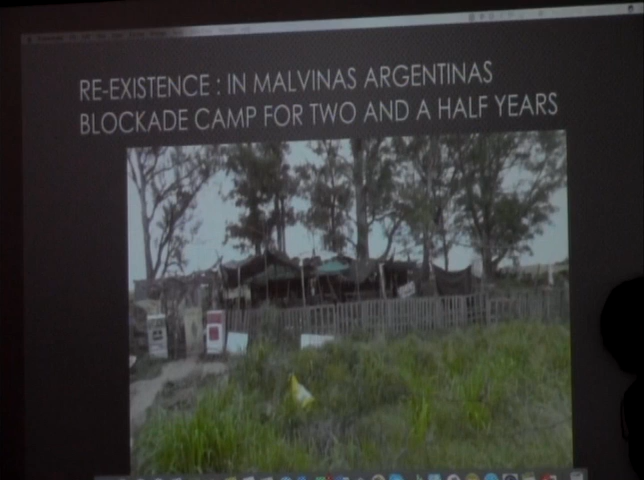 RE-EXISTENCE : IN MALVINAS ARGENTINAS
BLOCKADE CAMP FOR TWO AND A HALF YEARS